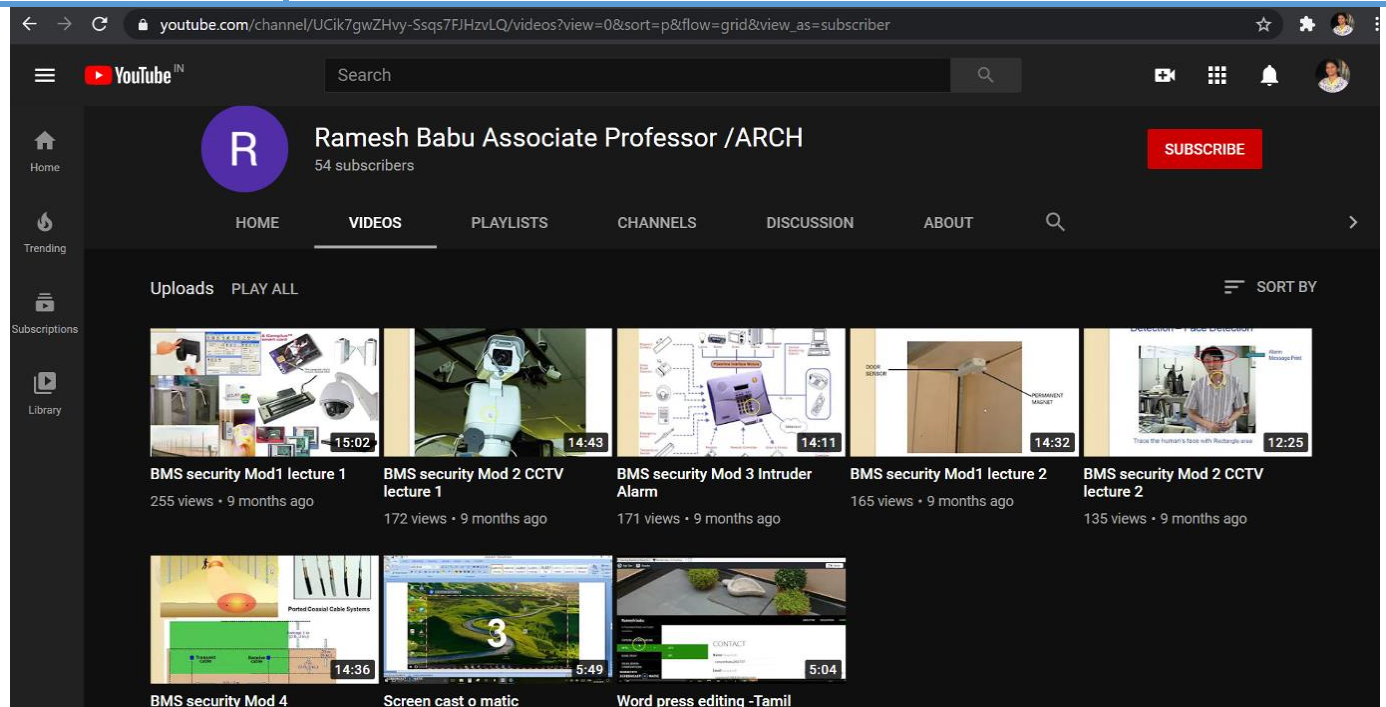 youtube.com/channel/UCik7gwZHvy-Ssqs7FJHzvLQ/videos?view=0&sort=p&flow=grid&view_as=subscriber
YouTube IN
Search
Home
Trending
Subscriptions
Library
R
Ramesh Babu Associate Professor /ARCH
54 subscribers
SUBSCRIBE
HOME VIDEOS PLAYLISTS CHANNELS DISCUSSION ABOUT
Uploads PLAY ALL
SORT BY
15:02
BMS security Mod1 lecture 1
255 views • 9 months ago
14:43
BMS security Mod 2 CCTV
lecture 1
172 views • 9 months ago
14:11
BMS security Mod 3 Intruder
Alarm
171 views • 9 months ago
DOOR
SENSOR
PERMANENT
MAGNET
14:32
BMS security Mod1 lecture 2
165 views • 9 months ago
Detection - Face Detection
Alarm
Message Print
Trace the human's face with Rectangle area
12:25
BMS security Mod 2 CCTV
lecture 2
135 views • 9 months ago
Ported Coaxial Cable Systems
14:36
BMS security Mod 4
3
5:49
Screen cast o matic
CONTACT
5:04
Word press editing -Tamil